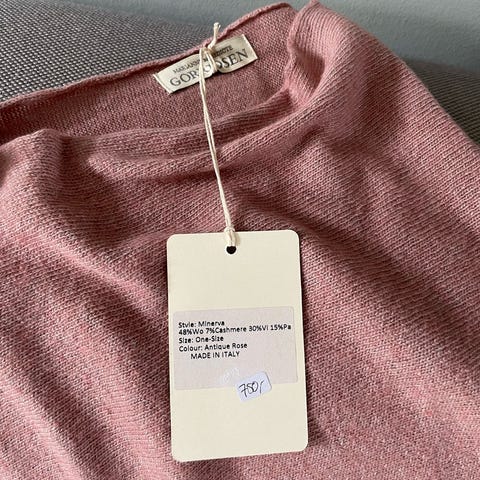 Style: Minerva
48%Wo 7%Cashmere 30%Vi 15%Pa
Size: One-Size
Colour: Antique Rose
MADE IN ITALY
750,-